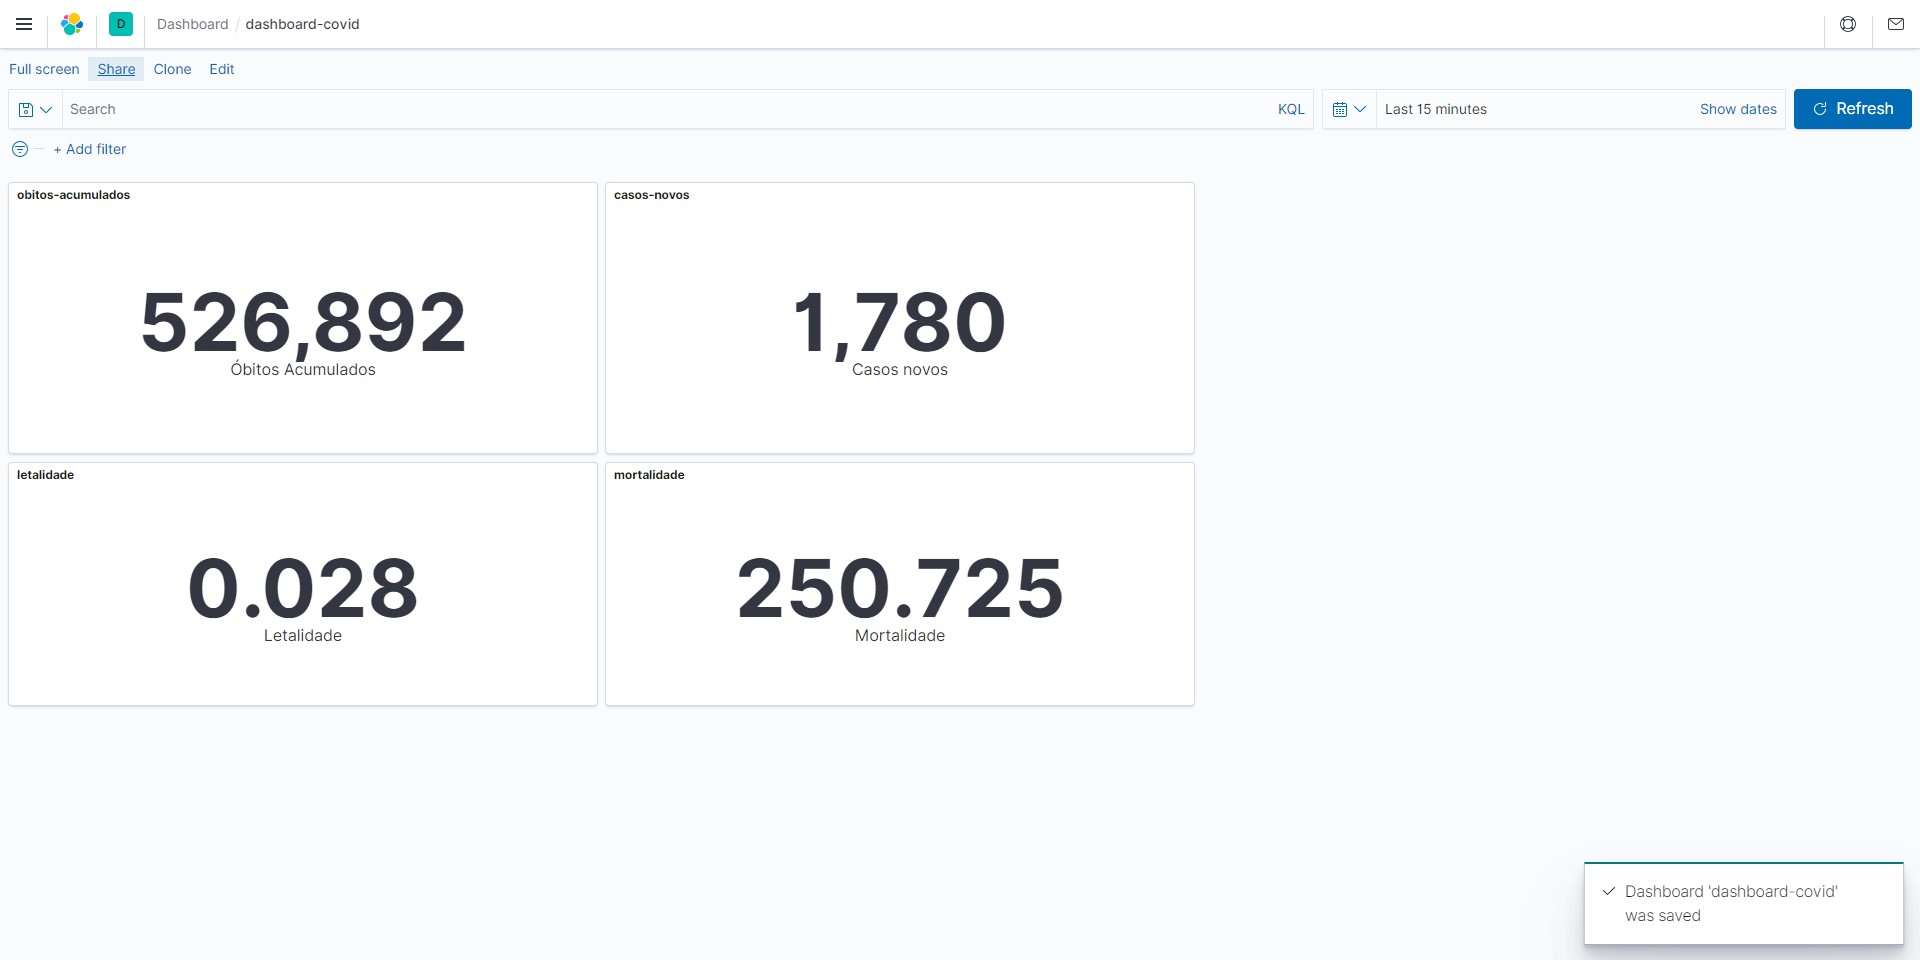 D Dashboard / dashboard-covid
Full screen Share Clone Edit
Search KQL Last 15 minutes Show dates Refresh
+ Add filter
obitos-acumulados
526,892
Óbitos Acumulados
casos-novos
1,780
Casos novos
letalidade
0.028
Letalidade
mortalidade
250.725
Mortalidade
Dashboard 'dashboard-covid'
was saved